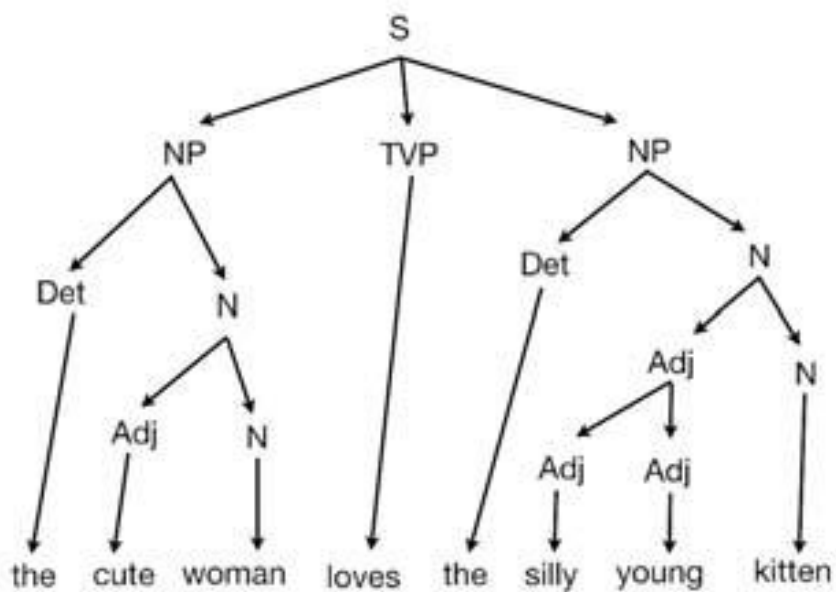 S
NP TVP NP
Det N Det N
Adj N Adj N
Adj Adj
the cute woman loves the silly young kitten